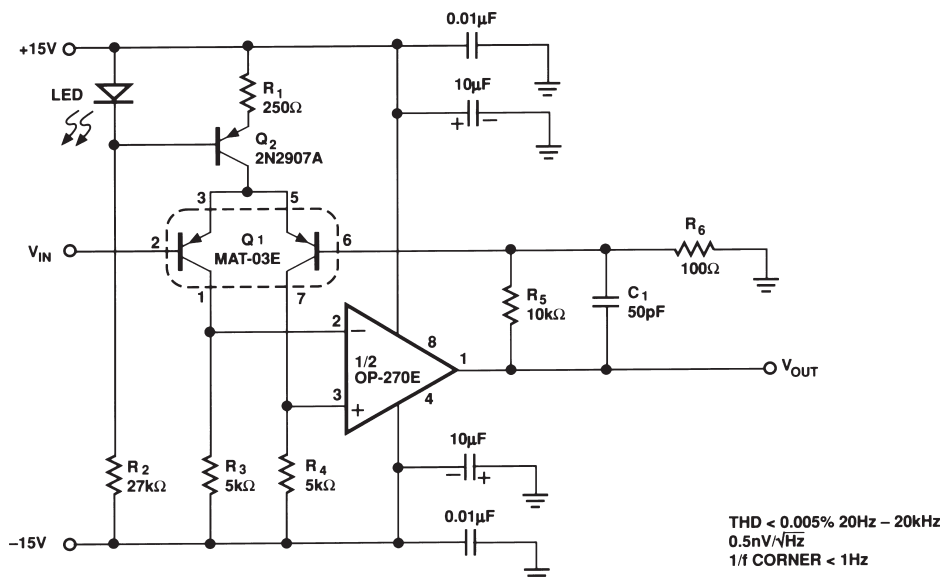 0.01μF
+15V
LED
R1
250Ω
10μF
+ −
Q2
2N2907A
3 5
VIN
2
Q1
MAT-03E
6
R6
100Ω
1 7
R5
10kΩ
C1
50pF
2 −
8
1/2
OP-270E
1
VOUT
3 +
4
10μF
− +
R2
27kΩ
R3
5kΩ
R4
5kΩ
0.01μF
−15V
THD < 0.005% 20Hz – 20kHz
0.5nV/√Hz
1/f CORNER < 1Hz